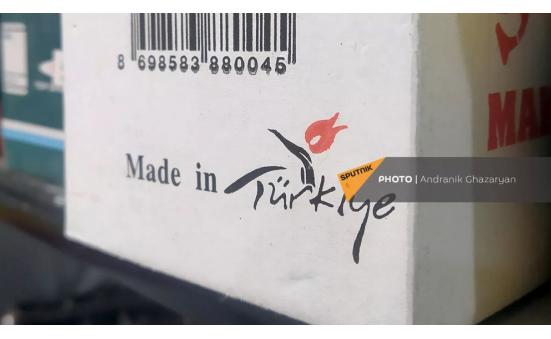 8 698583 880045
Made in Türkiye
SPUTNIK
PHOTO | Andranik Ghazaryan